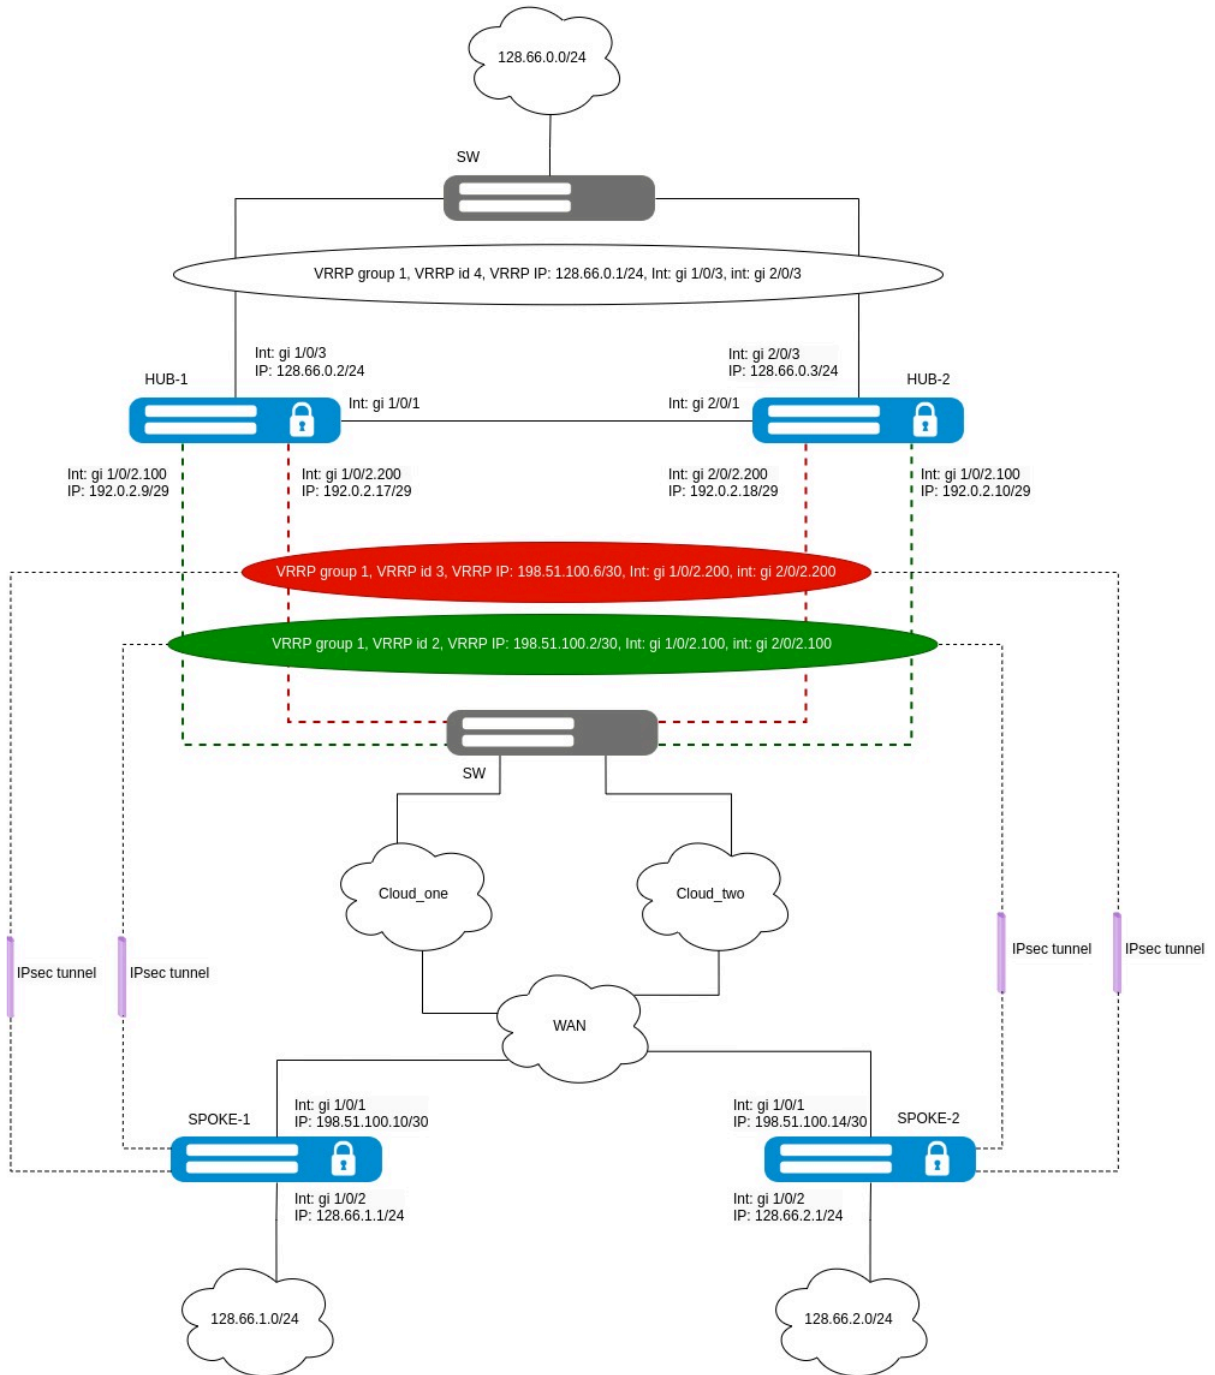 128.66.0.0/24
SW
VRRP group 1, VRRP id 4, VRRP IP: 128.66.0.1/24, Int: gi 1/0/3, int: gi 2/0/3
Int: gi 1/0/3
IP: 128.66.0.2/24
Int: gi 2/0/3
IP: 128.66.0.3/24
HUB-1
HUB-2
Int: gi 1/0/1
Int: gi 2/0/1
Int: gi 1/0/2.100
IP: 192.0.2.9/29
Int: gi 1/0/2.200
IP: 192.0.2.17/29
Int: gi 2/0/2.200
IP: 192.0.2.18/29
Int: gi 1/0/2.100
IP: 192.0.2.10/29
VRRP group 1, VRRP id 3, VRRP IP: 198.51.100.6/30, Int: gi 1/0/2.200, int: gi 2/0/2.200
VRRP group 1, VRRP id 2, VRRP IP: 198.51.100.2/30, Int: gi 1/0/2.100, int: gi 2/0/2.100
SW
Cloud_one
Cloud_two
IPsec tunnel
IPsec tunnel
IPsec tunnel
IPsec tunnel
WAN
SPOKE-1
Int: gi 1/0/1
IP: 198.51.100.10/30
Int: gi 1/0/1
IP: 198.51.100.14/30
SPOKE-2
Int: gi 1/0/2
IP: 128.66.1.1/24
Int: gi 1/0/2
IP: 128.66.2.1/24
128.66.1.0/24
128.66.2.0/24